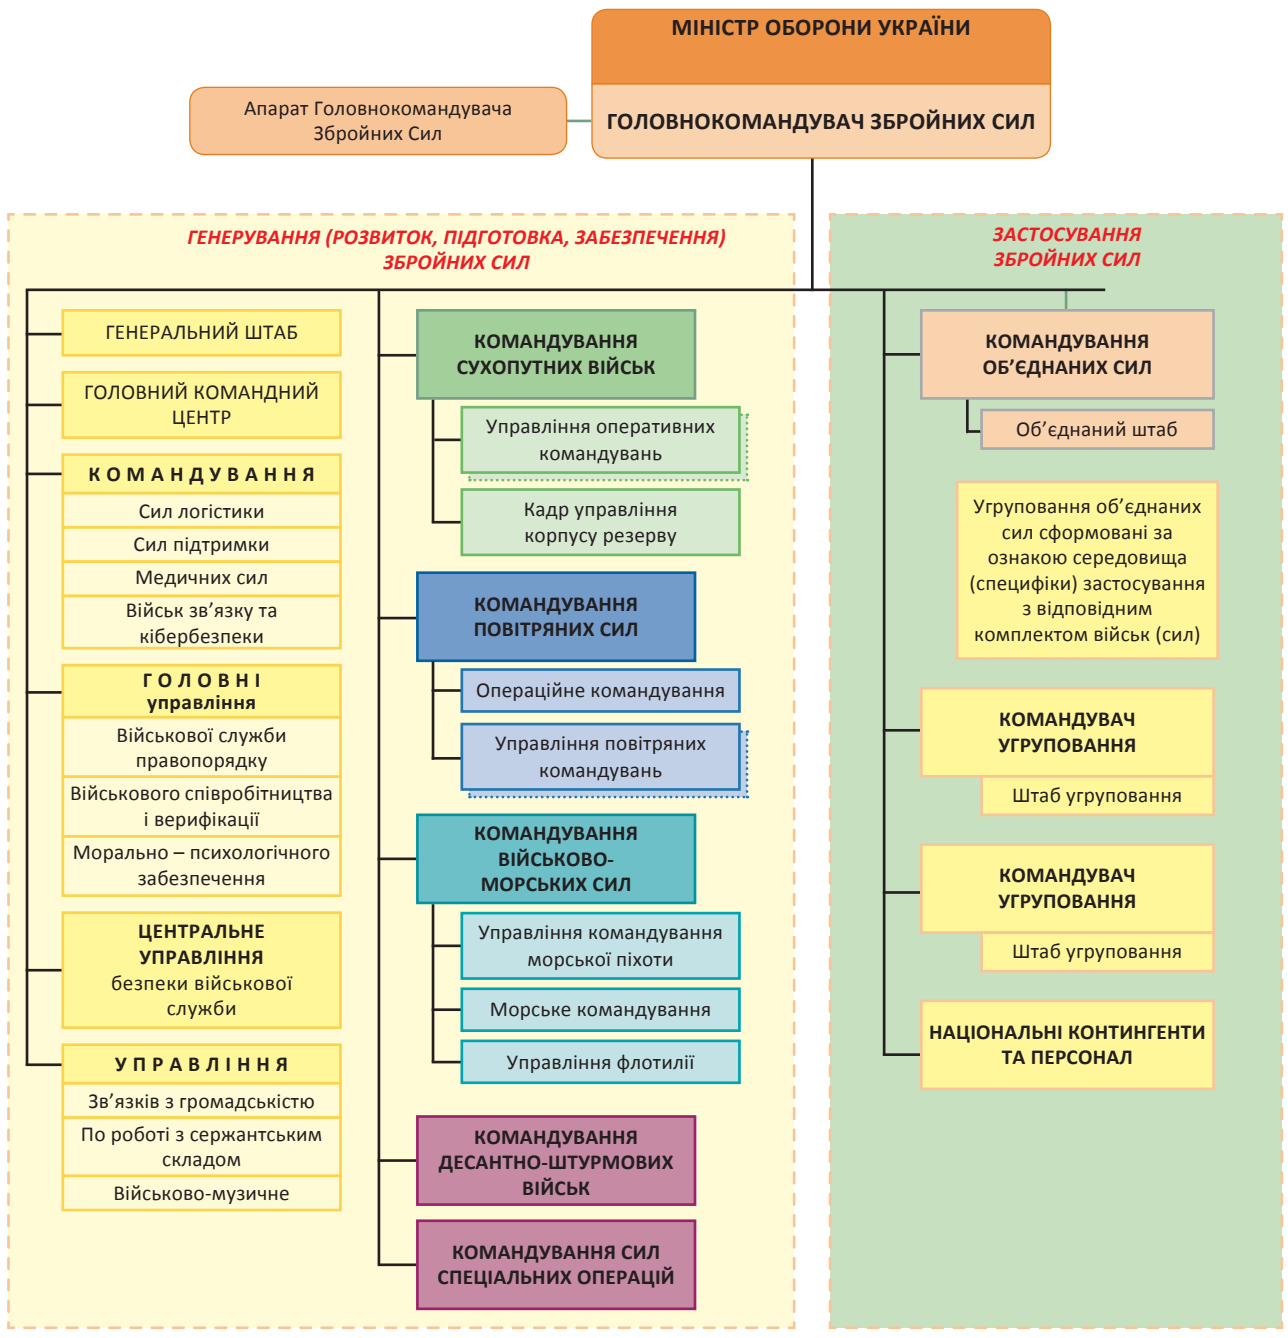 МІНІСТР ОБОРОНИ УКРАЇНИ
ГОЛОВНОКОМАНДУВАЧ ЗБРОЙНИХ СИЛ
Апарат Головнокомандувача
Збройних Сил
ГЕНЕРУВАННЯ (РОЗВИТОК, ПІДГОТОВКА, ЗАБЕЗПЕЧЕННЯ)
ЗБРОЙНИХ СИЛ
ГЕНЕРАЛЬНИЙ ШТАБ
ГОЛОВНИЙ КОМАНДНИЙ
ЦЕНТР
К О М А Н Д У В А Н Н Я
Сил логістики
Сил підтримки
Медичних сил
Військ зв’язку та
кібербезпеки
Г О Л О В Н І
управління
Військової служби
правопорядку
Військового співробітництва
і верифікації
Морально – психологічного
забезпечення
ЦЕНТРАЛЬНЕ
УПРАВЛІННЯ
безпеки військової
служби
У П Р А В Л І Н Н Я
Зв’язків з громадськістю
По роботі з сержантським
складом
Військово-музичне
КОМАНДУВАННЯ
СУХОПУТНИХ ВІЙСЬК
Управління оперативних
командувань
Кадр управління
корпусу резерву
КОМАНДУВАННЯ
ПОВІТРЯНИХ СИЛ
Операційне командування
Управління повітряних
командувань
КОМАНДУВАННЯ
ВІЙСЬКОВО-
МОРСЬКИХ СИЛ
Управління командування
морської піхоти
Морське командування
Управління флотилії
КОМАНДУВАННЯ
ДЕСАНТНО-ШТУРМОВИХ
ВІЙСЬК
КОМАНДУВАННЯ СИЛ
СПЕЦІАЛЬНИХ ОПЕРАЦІЙ
ЗАСТОСУВАННЯ
ЗБРОЙНИХ СИЛ
КОМАНДУВАННЯ
ОБ’ЄДНАНИХ СИЛ
Об’єднаний штаб
Угруповання об’єднаних
сил сформовані за
ознакою середовища
(специфіки) застосування
з відповідним
комплектом військ (сил)
КОМАНДУВАЧ
УГРУПОВАННЯ
Штаб угруповання
КОМАНДУВАЧ
УГРУПОВАННЯ
Штаб угруповання
НАЦІОНАЛЬНІ КОНТИНГЕНТИ
ТА ПЕРСОНАЛ